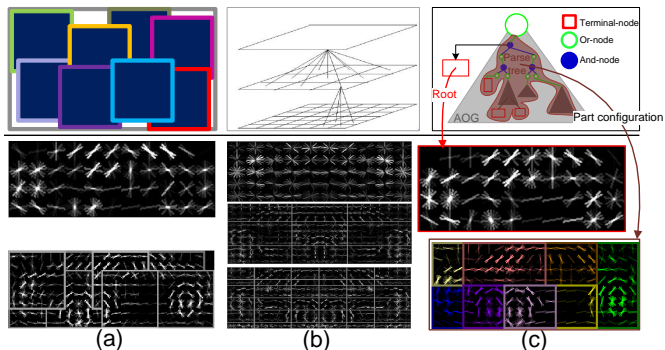 Terminal-node
Or-node
And-node
Parse
tree
Root
AOG
Part configuration
(a)
(b)
(c)